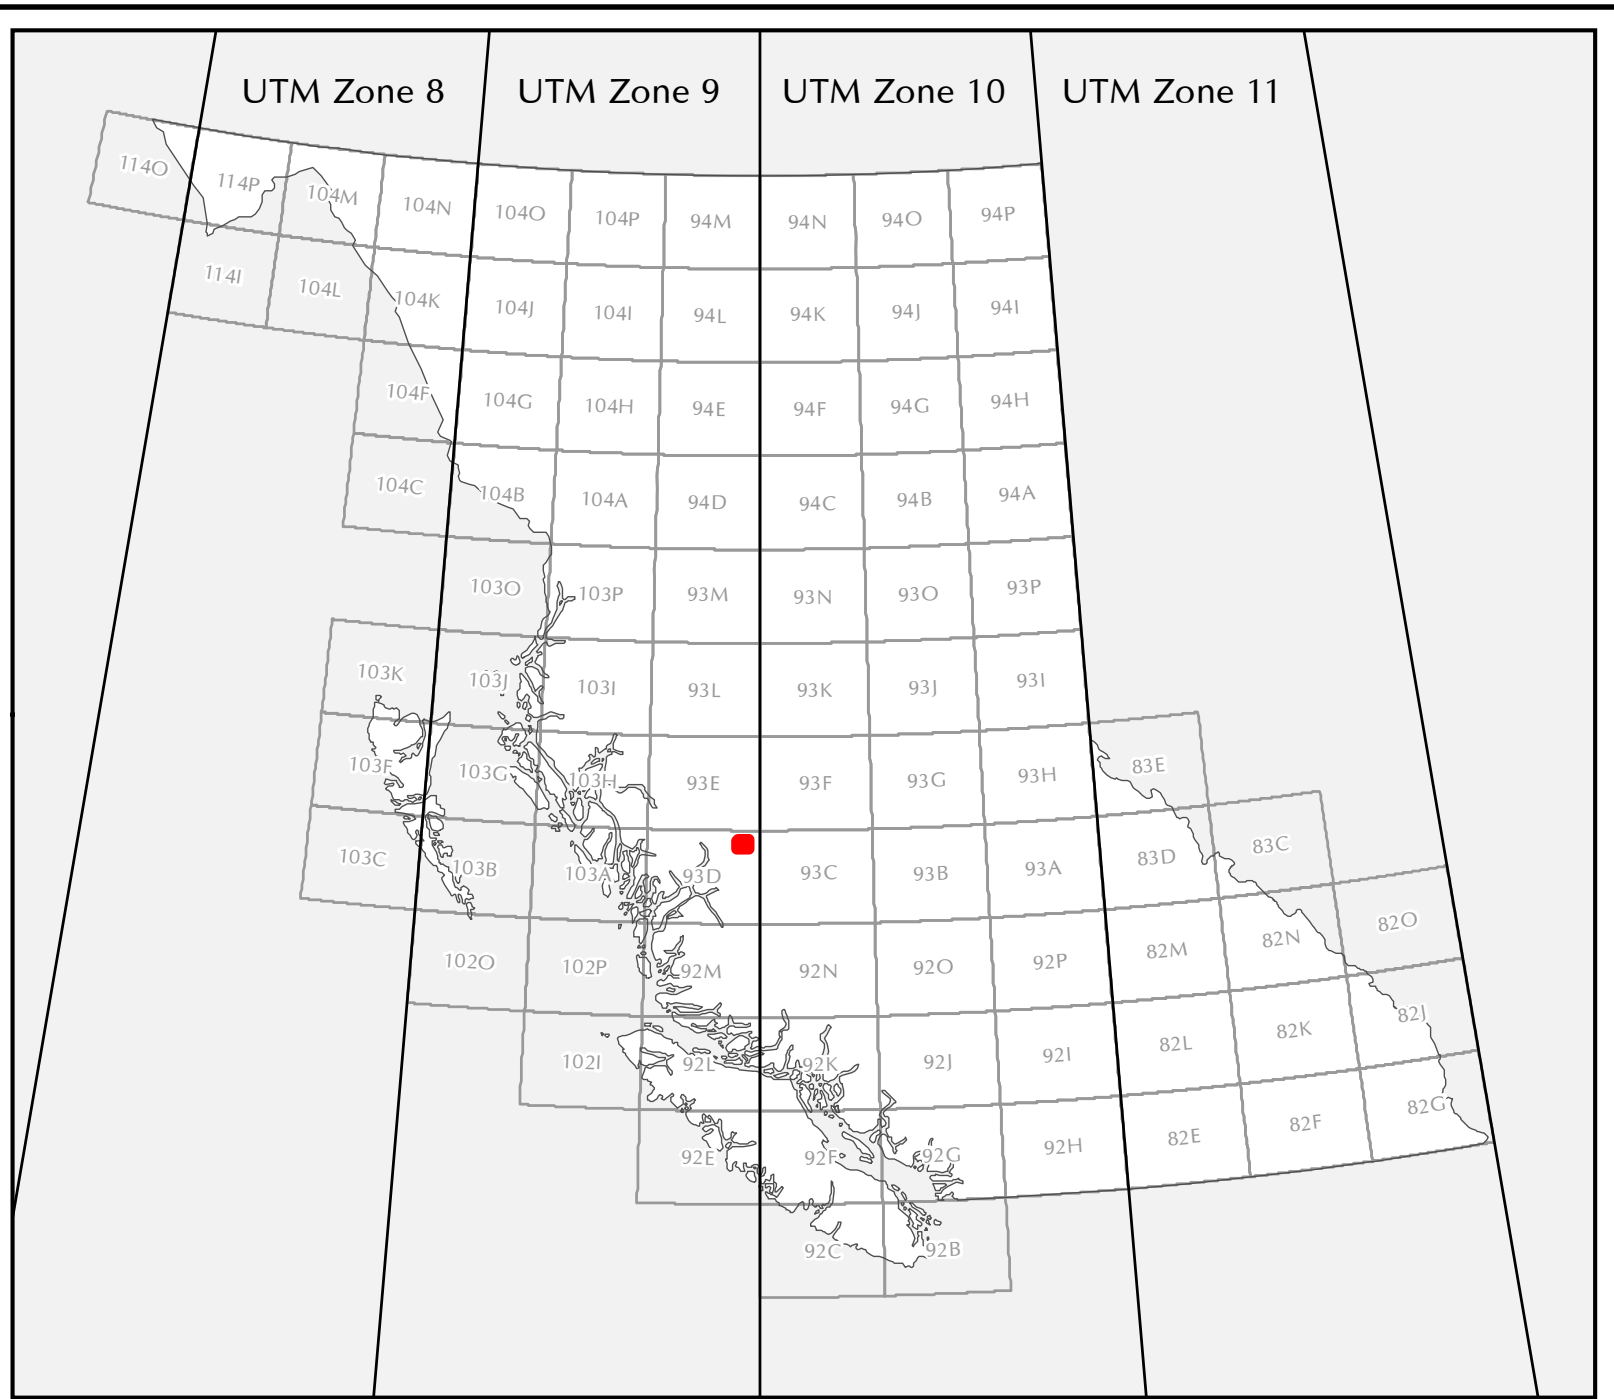 UTM Zone 8 UTM Zone 9 UTM Zone 10 UTM Zone 11
114O 114P 104M 104N 104O 104P 94M 94N 94O 94P
114I 104L 104K 104J 104I 94L 94K 94J 94I
104F 104G 104H 94E 94F 94G 94H
104C 104B 104A 94D 94C 94B 94A
103O 103P 93M 93N 93O 93P
103K 103J 103I 93L 93K 93J 93I
103F 103G 103H 93E 93F 93G 93H 83E
103C 103B 103A 93D 93C 93B 93A 83D 83C
102O 102P 92M 92N 92O 92P 82M 82N 82O
102I 92L 92K 92J 92I 82L 82K 82J
92E 92F 92G 92H 82E 82F 82G
92C 92B